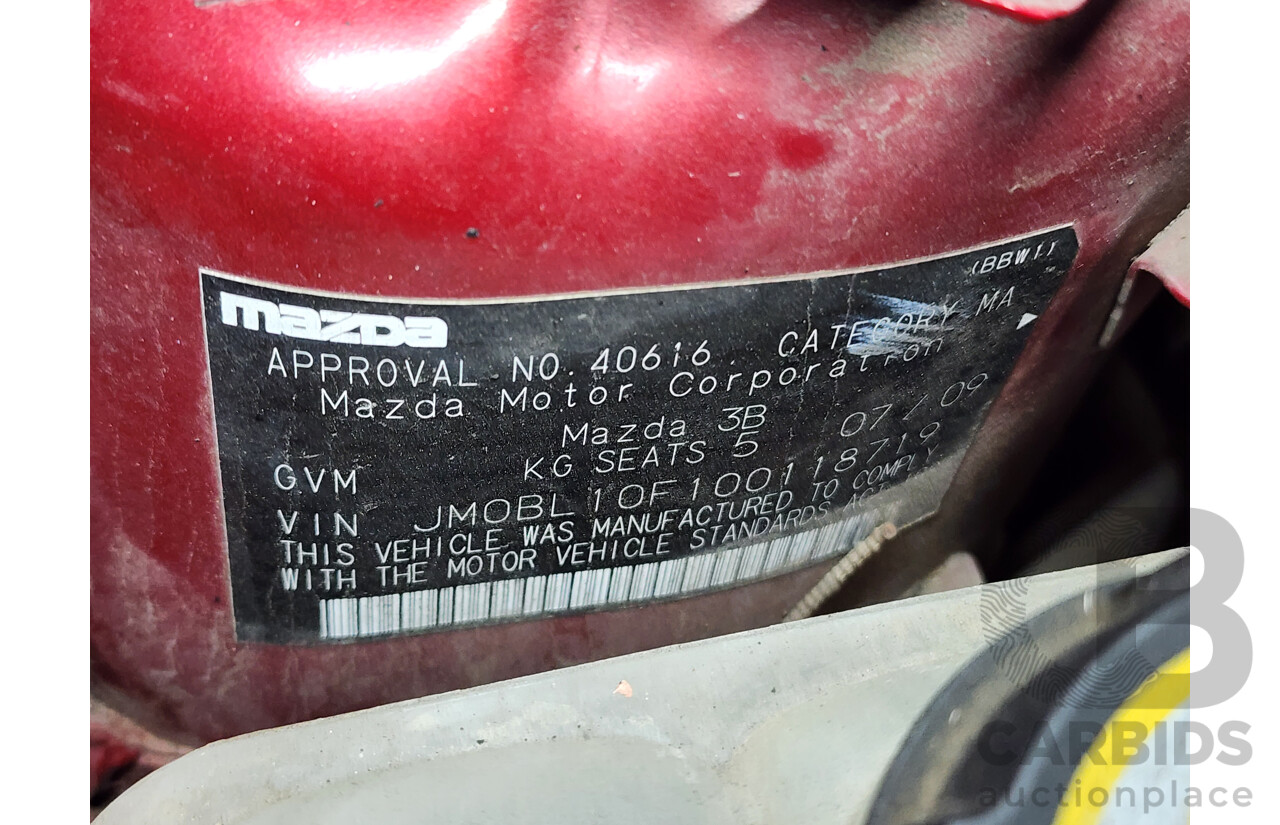 (BBW1)
mazda
APPROVAL NO. 40616 CATEGORY MA
Mazda Motor Corporation
Mazda 3B 07/09
GVM KG SEATS 5
VIN JM0BL10F100118719
THIS VEHICLE WAS MANUFACTURED TO COMPLY
WITH THE MOTOR VEHICLE STANDARDS ACT
B
CARBIDS
auctionplace